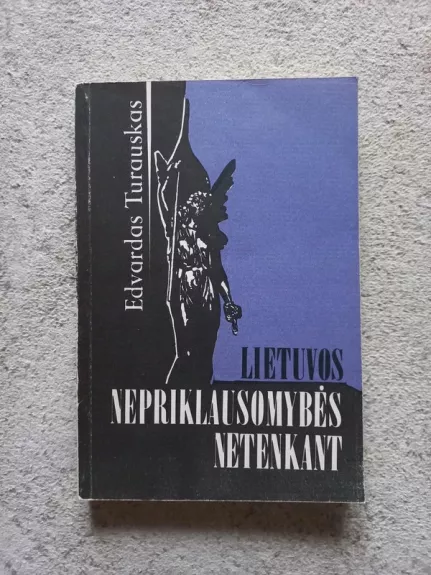 Edvardas Turauskas
LIETUVOS
NEPRIKLAUSOMYBĖS
NETENKANT